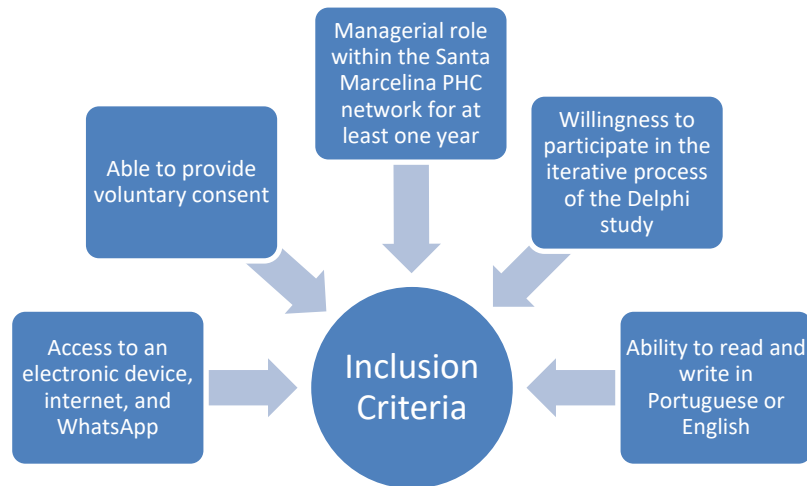 Managerial role
within the Santa
Marcelina PHC
network for at
least one year
Able to provide
voluntary consent
Willingness to
participate in the
iterative process
of the Delphi
study
Access to an
electronic device,
internet, and
WhatsApp
Inclusion
Criteria
Ability to read and
write in
Portuguese or
English